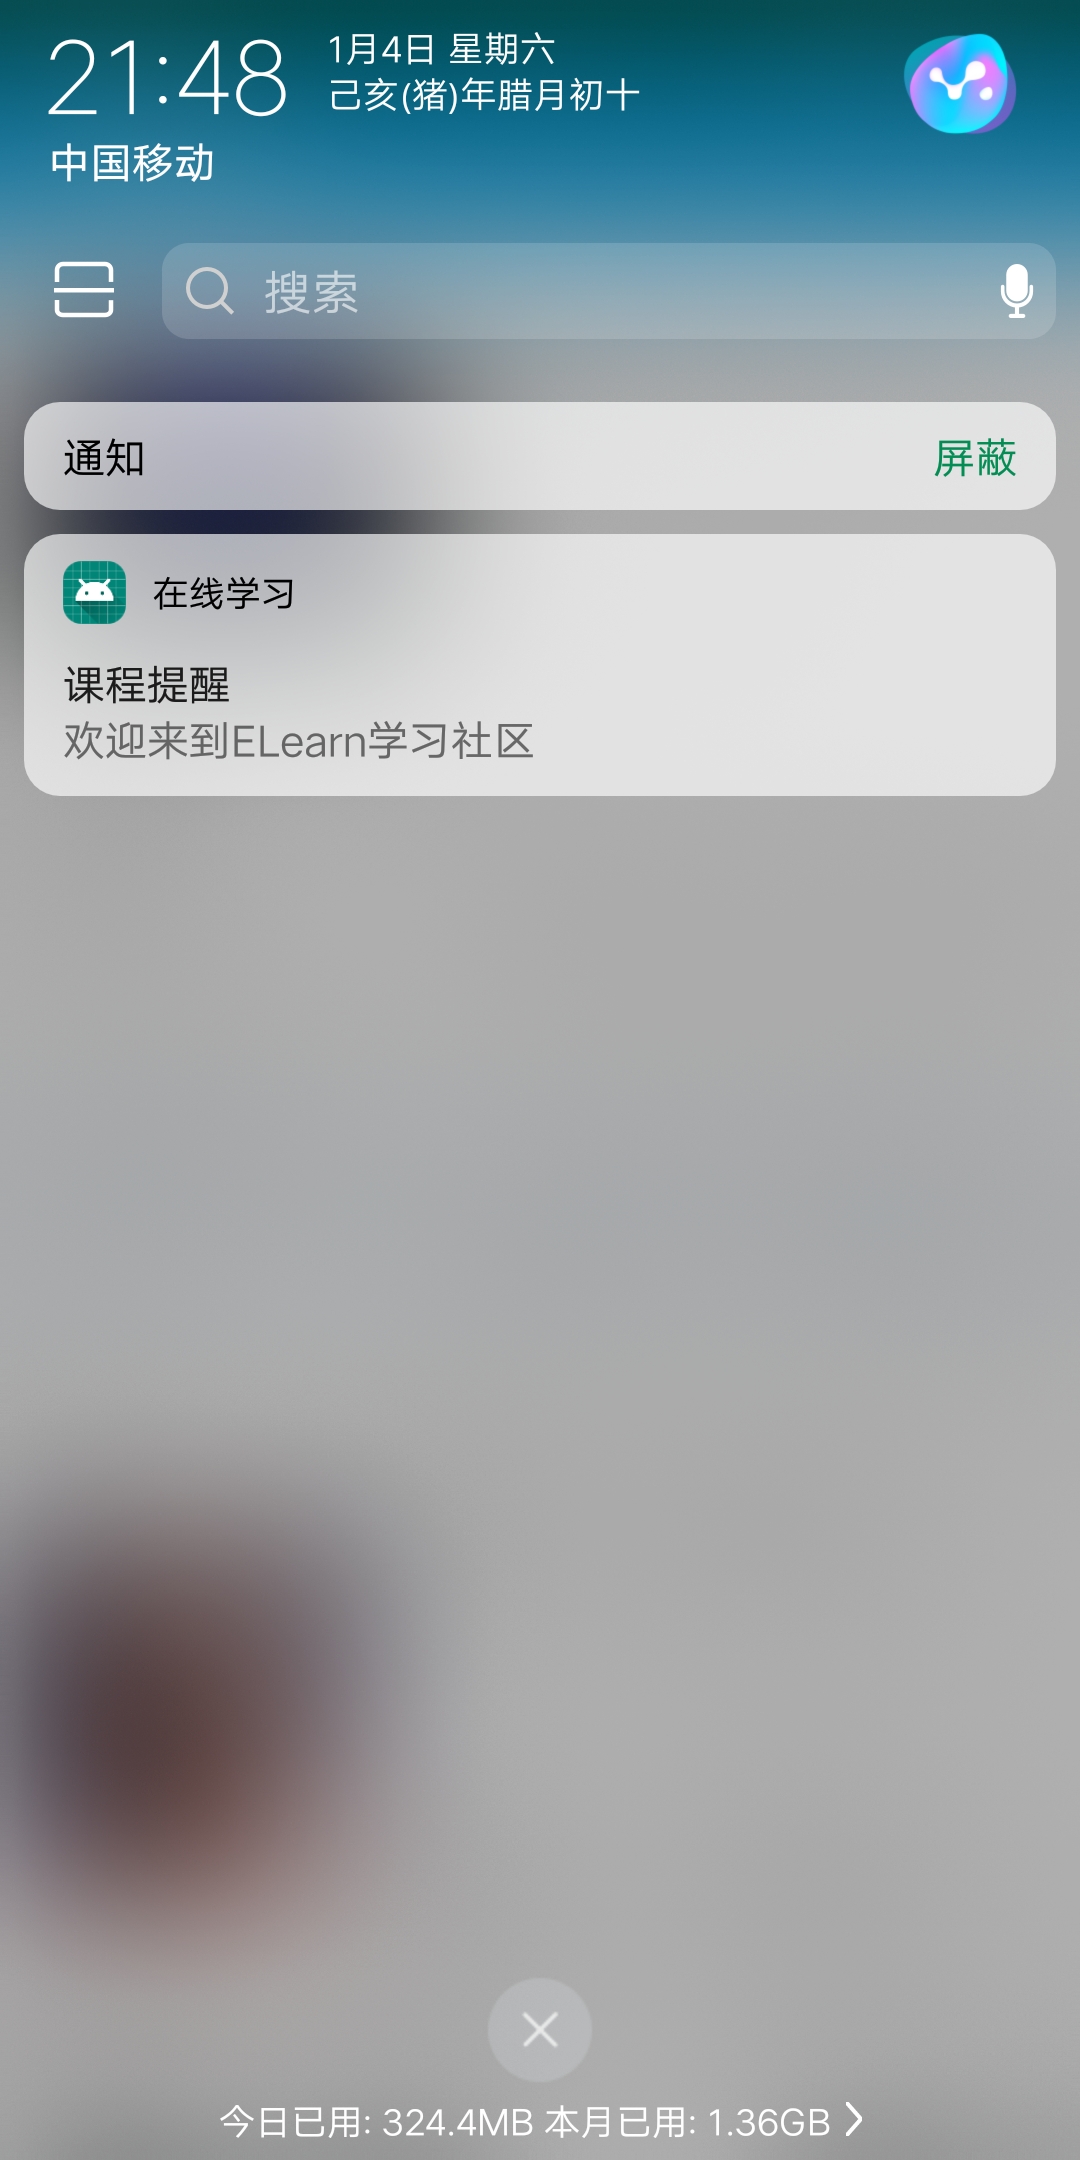 21:48
1月4日 星期六
己亥(猪)年腊月初十
中国移动
搜索
通知
屏蔽
在线学习
课程提醒
欢迎来到ELearn学习社区
今日已用: 324.4MB 本月已用: 1.36GB